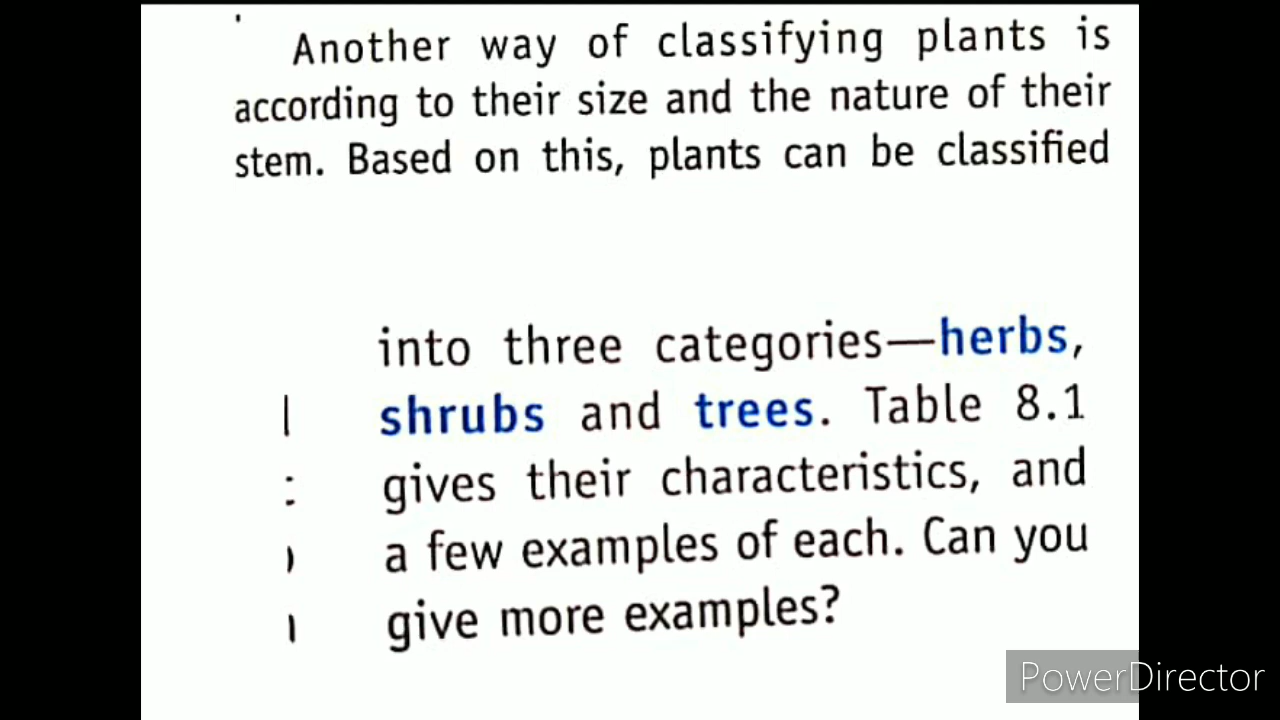 Another way of classifying plants is
according to their size and the nature of their
stem. Based on this, plants can be classified
into three categories—herbs,
shrubs and trees. Table 8.1
gives their characteristics, and
a few examples of each. Can you
give more examples?
PowerDirector